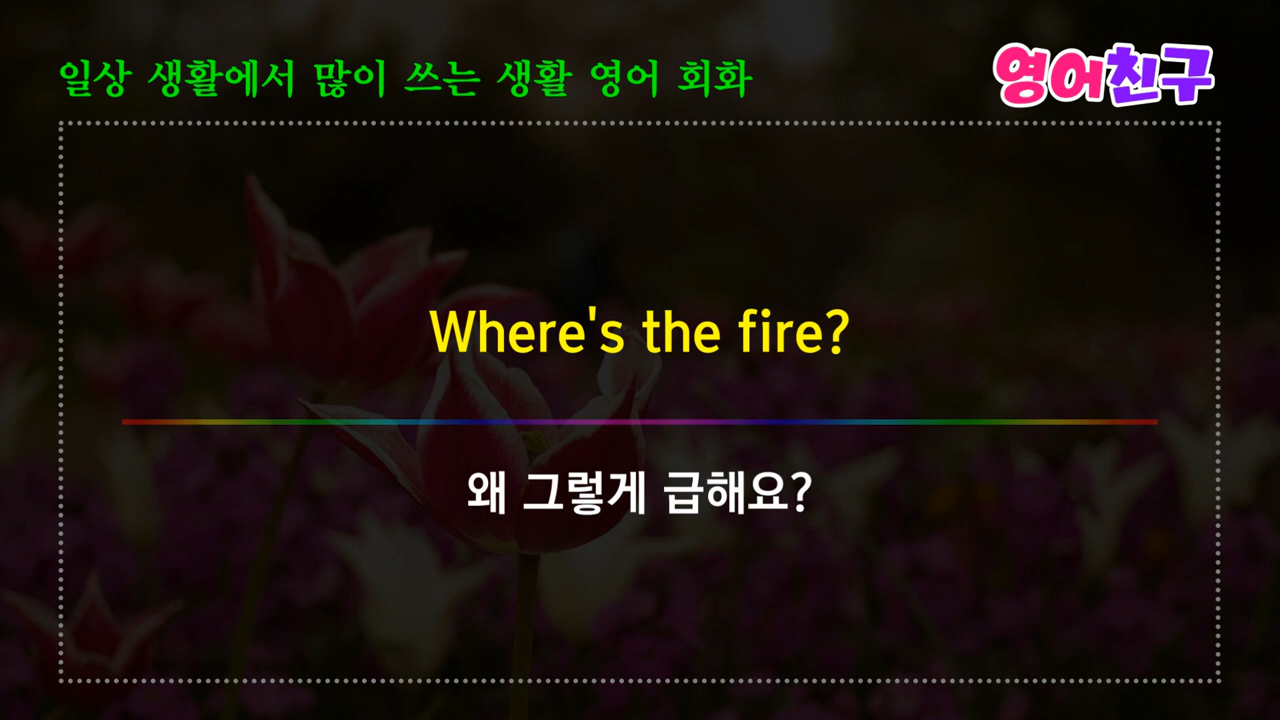 일상 생활에서 많이 쓰는 생활 영어 회화
영어친구
Where's the fire?
왜 그렇게 급해요?